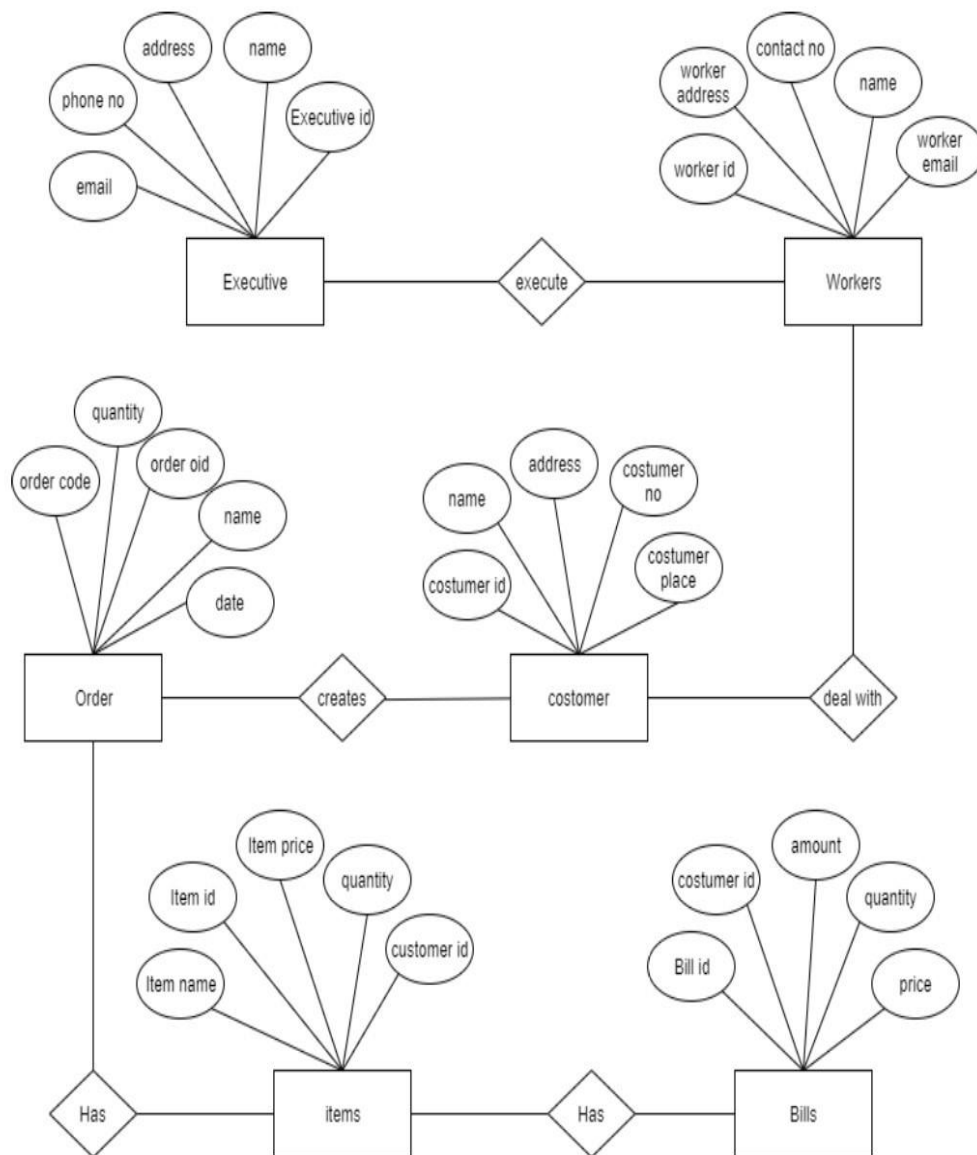 address
name
contact no
worker
address
name
phone no
Executive id
worker
email
email
worker id
Executive
execute
Workers
quantity
order code
order oid
name
date
name
address
costumer
no
costumer id
costumer
place
Order
creates
costomer
deal with
Item price
Item id
quantity
Item name
customer id
amount
costumer id
quantity
Bill id
price
Has
items
Has
Bills